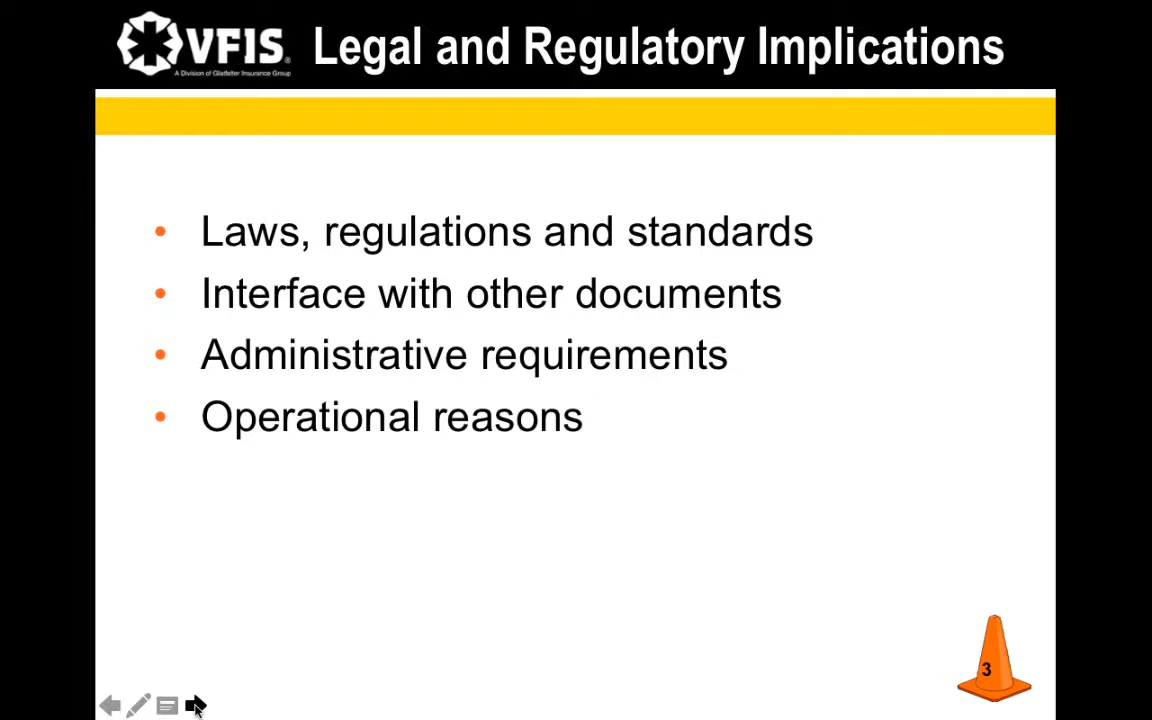 VFIS®
A Division of Glatfelter Insurance Group
Legal and Regulatory Implications
• Laws, regulations and standards
• Interface with other documents
• Administrative requirements
• Operational reasons
3